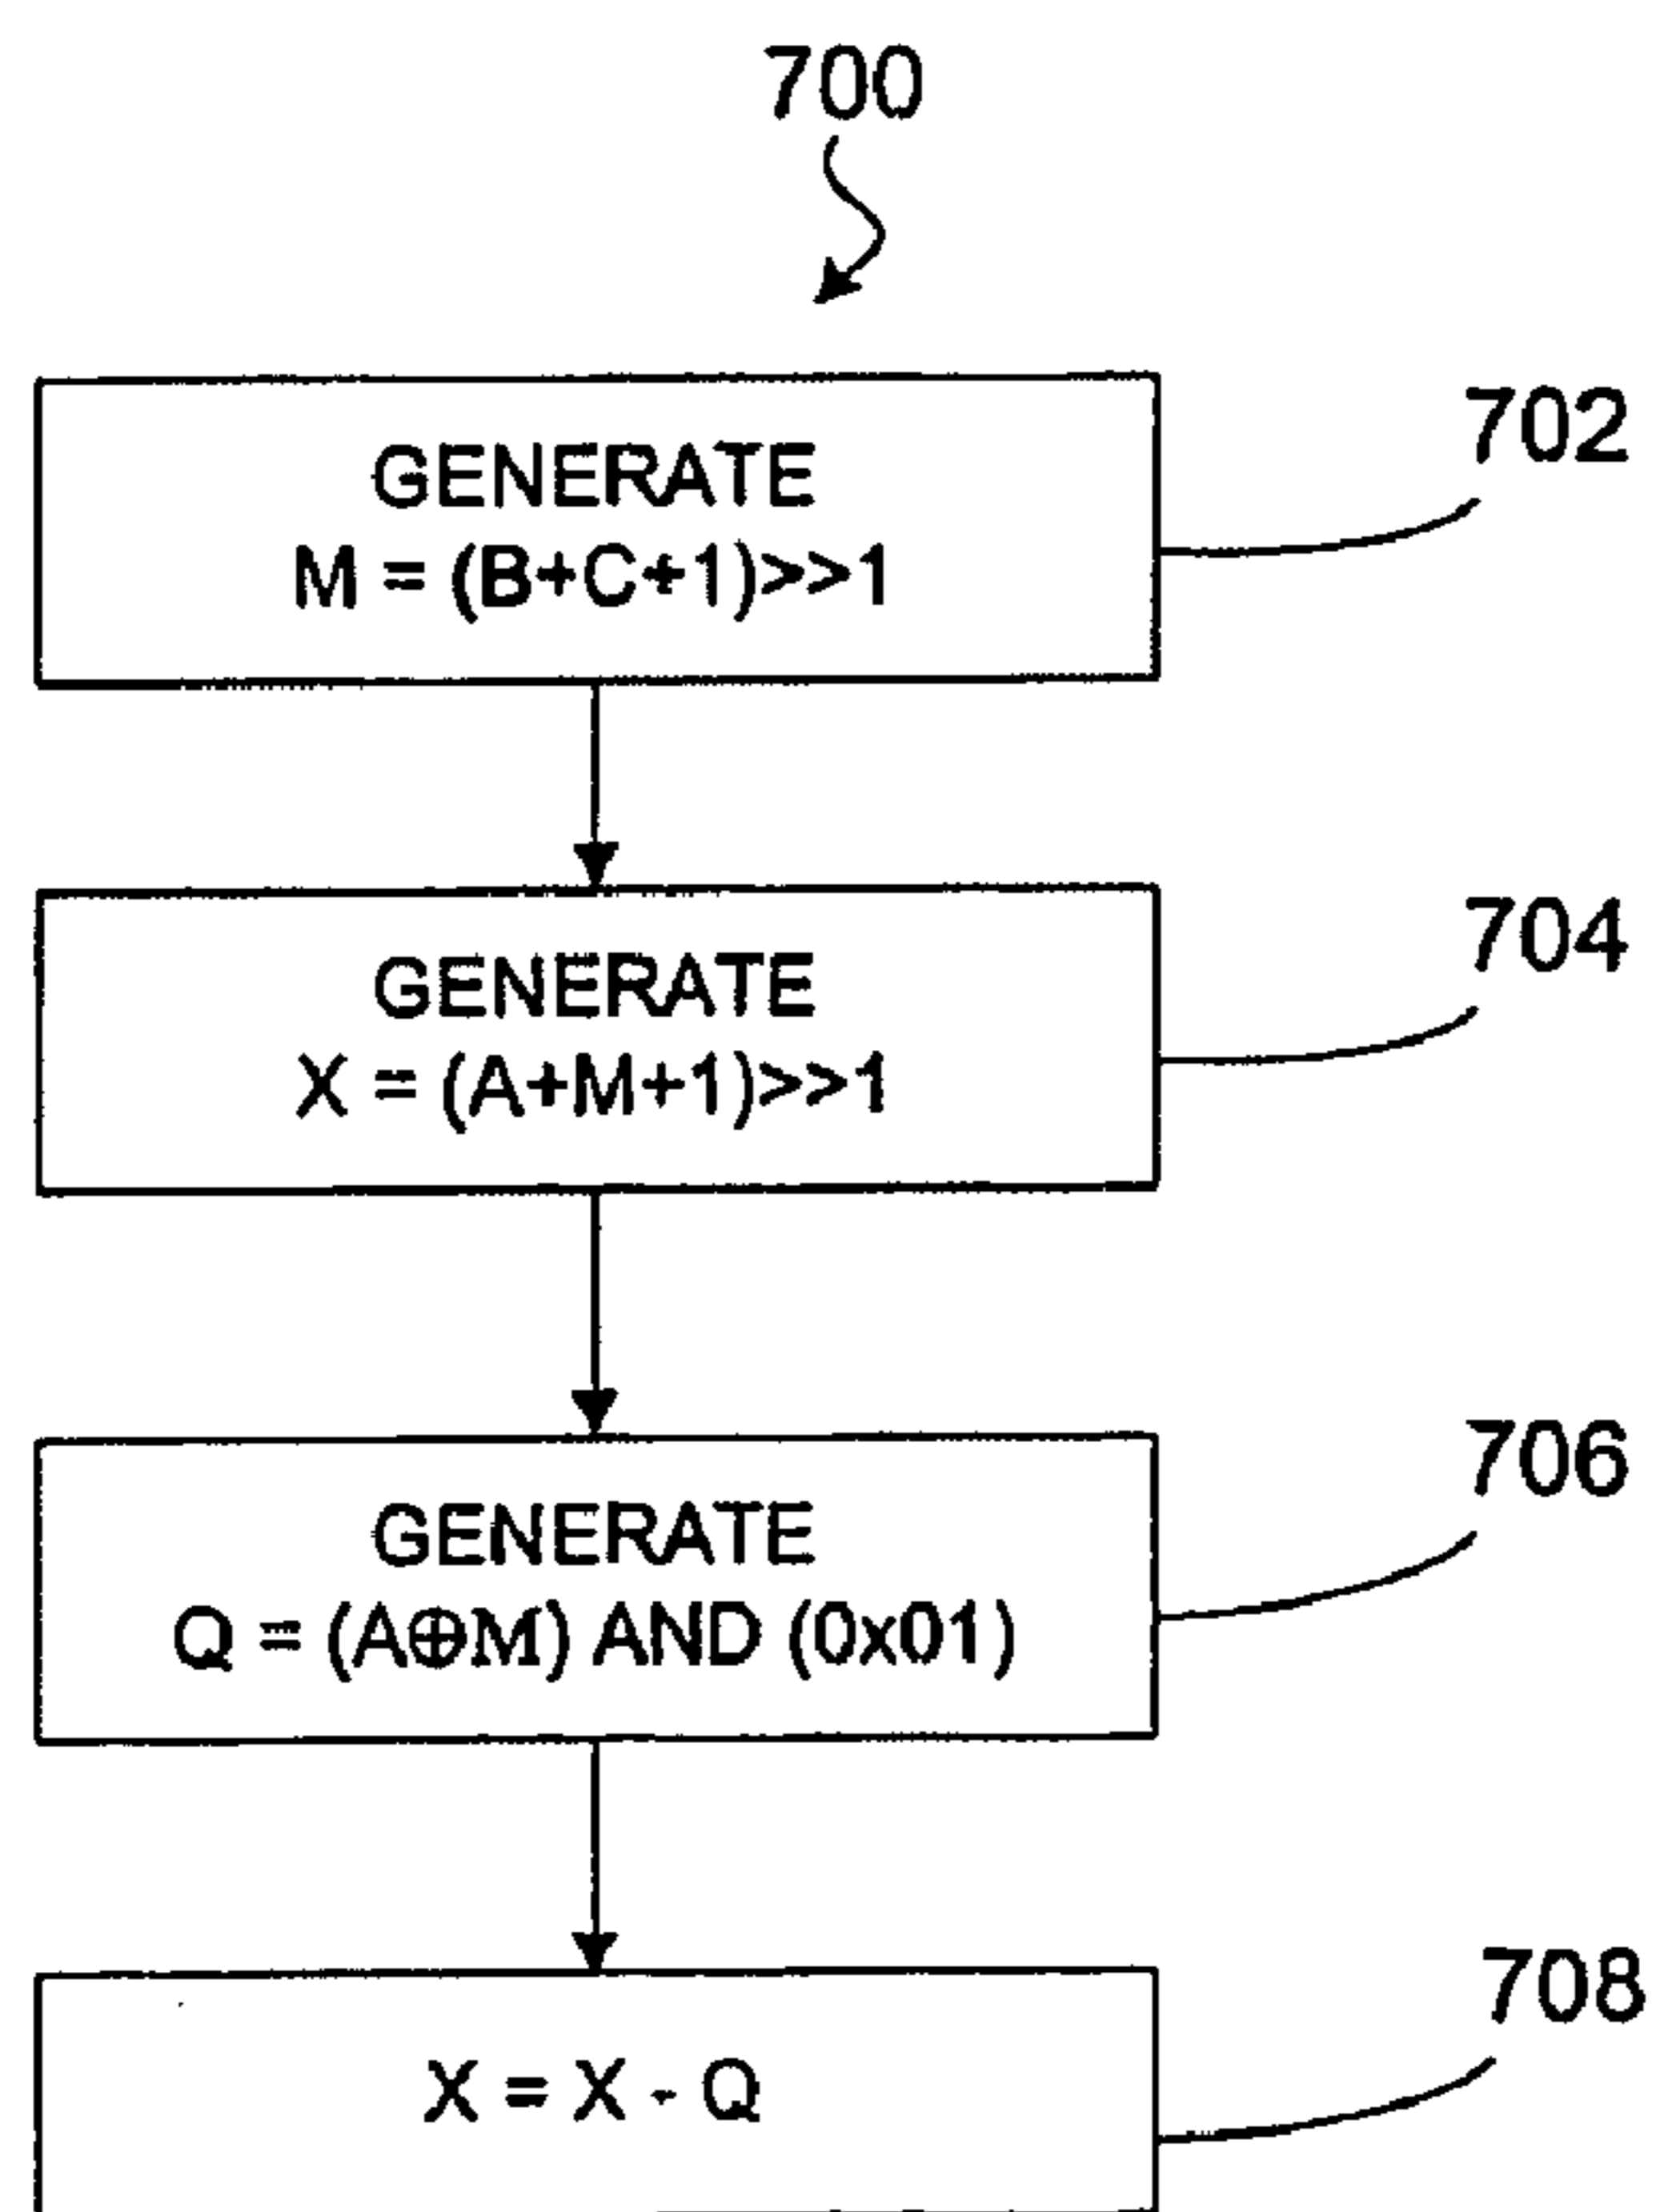 700
GENERATE
M = (B+C+1)>>1
702
GENERATE
X = (A+M+1)>>1
704
GENERATE
Q = (A⊕M) AND (0x01)
706
X = X - Q
708